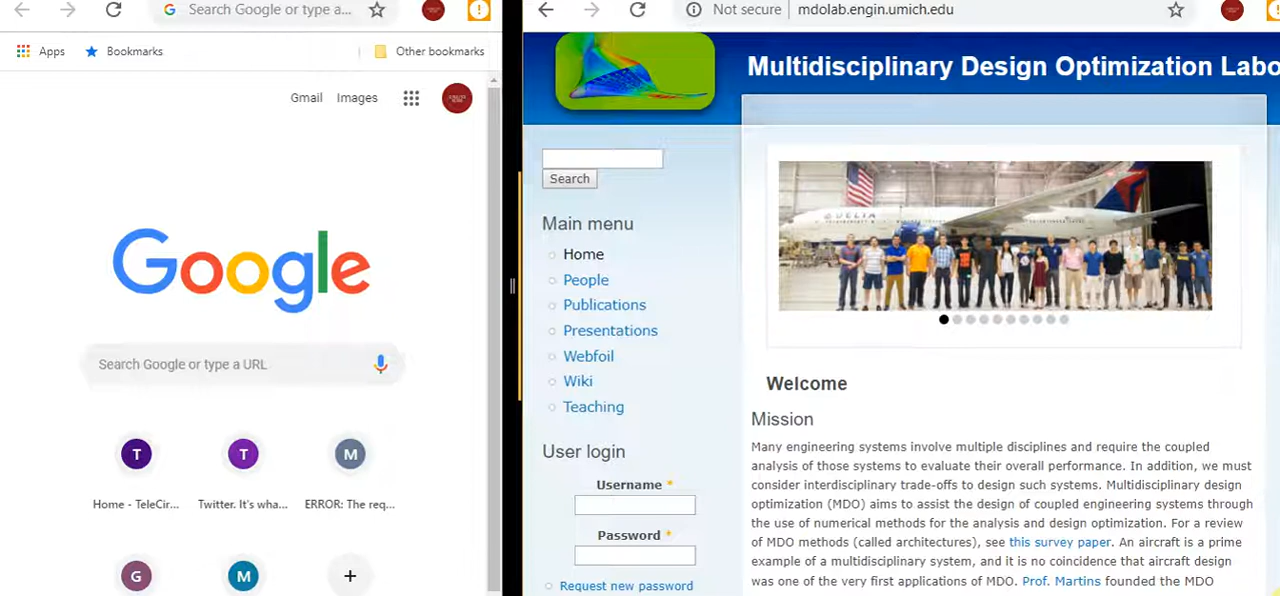 Search Google or type a...
Apps
Bookmarks
Other bookmarks
Gmail
Images
Google
Search Google or type a URL
T
T
M
Home - TeleCir...
Twitter. It's wha...
ERROR: The req...
G
M
+
Not secure
mdolab.engin.umich.edu
Multidisciplinary Design Optimization Labo
Search
Main menu
Home
People
Publications
Presentations
Webfoil
Wiki
Teaching
User login
Username *
Password *
Request new password
DELTA
Welcome
Mission
Many engineering systems involve multiple disciplines and require the coupled
analysis of those systems to evaluate their overall performance. In addition, we must
consider interdisciplinary trade-offs to design such systems. Multidisciplinary design
optimization (MDO) aims to assist the design of coupled engineering systems through
the use of numerical methods for the analysis and design optimization. For a review
of MDO methods (called architectures), see this survey paper. An aircraft is a prime
example of a multidisciplinary system, and it is no coincidence that aircraft design
was one of the very first applications of MDO. Prof. Martins founded the MDO